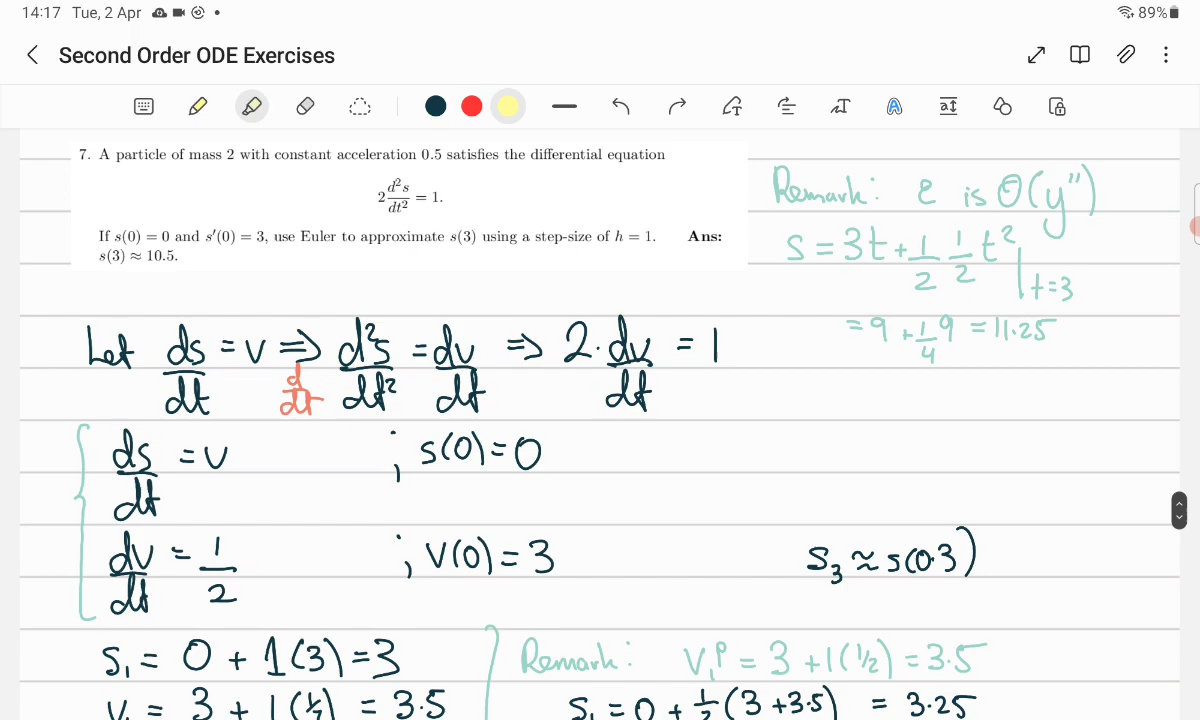 14:17 Tue, 2 Apr
89%
Second Order ODE Exercises
7. A particle of mass 2 with constant acceleration 0.5 satisfies the differential equation
2 d²s/dt² = 1.
If s(0) = 0 and s′(0) = 3, use Euler to approximate s(3) using a step-size of h = 1. Ans:
s(3) ≈ 10.5.
Remark: ε is O(y″)
s = 3t + 1/2 1/2 t² |t=3
= 9 + 1/4 9 = 11.25
Let ds/dt = v ⇒ d²s/dt² = dv/dt ⇒ 2. dv/dt = 1
d/dt
ds/dt = v ; s(0) = 0
dv/dt = 1/2 ; v(0) = 3
s₃ ≈ s(0.3)
s₁ = 0 + 1(3) = 3
v₁ = 3 + 1(1/2) = 3.5
Remark: v₁ᵖ = 3 + 1(1/2) = 3.5
s₁ = 0 + 1/2(3 + 3.5) = 3.25